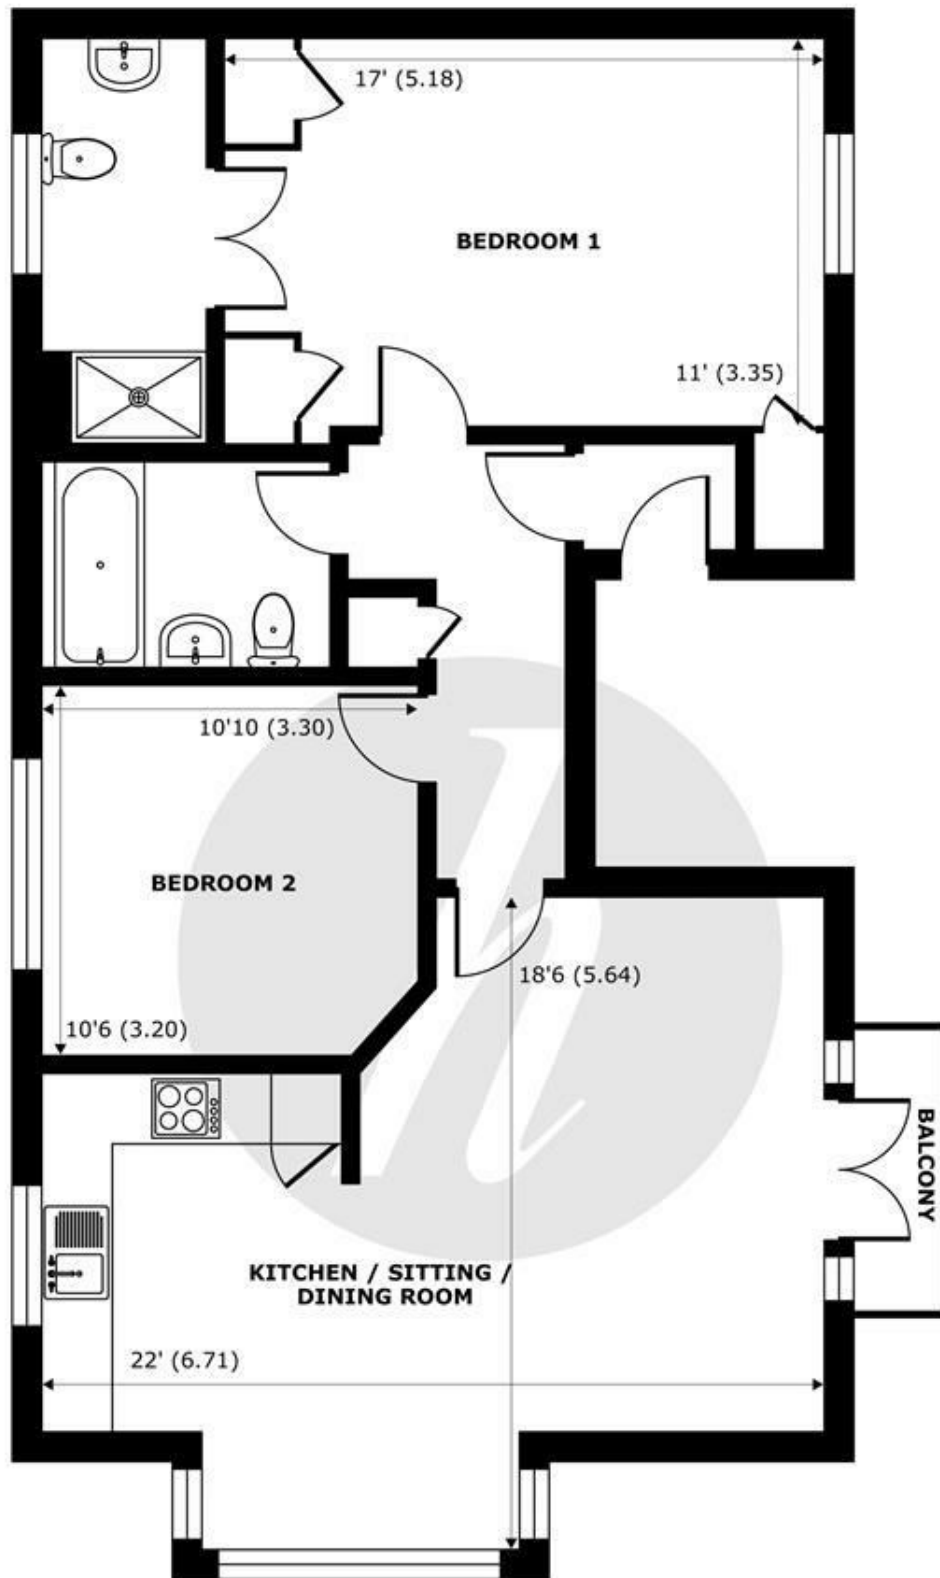 17' (5.18)
BEDROOM 1
11' (3.35)
10'10 (3.30)
BEDROOM 2
18'6 (5.64)
10'6 (3.20)
BALCONY
KITCHEN / SITTING /
DINING ROOM
22' (6.71)
h